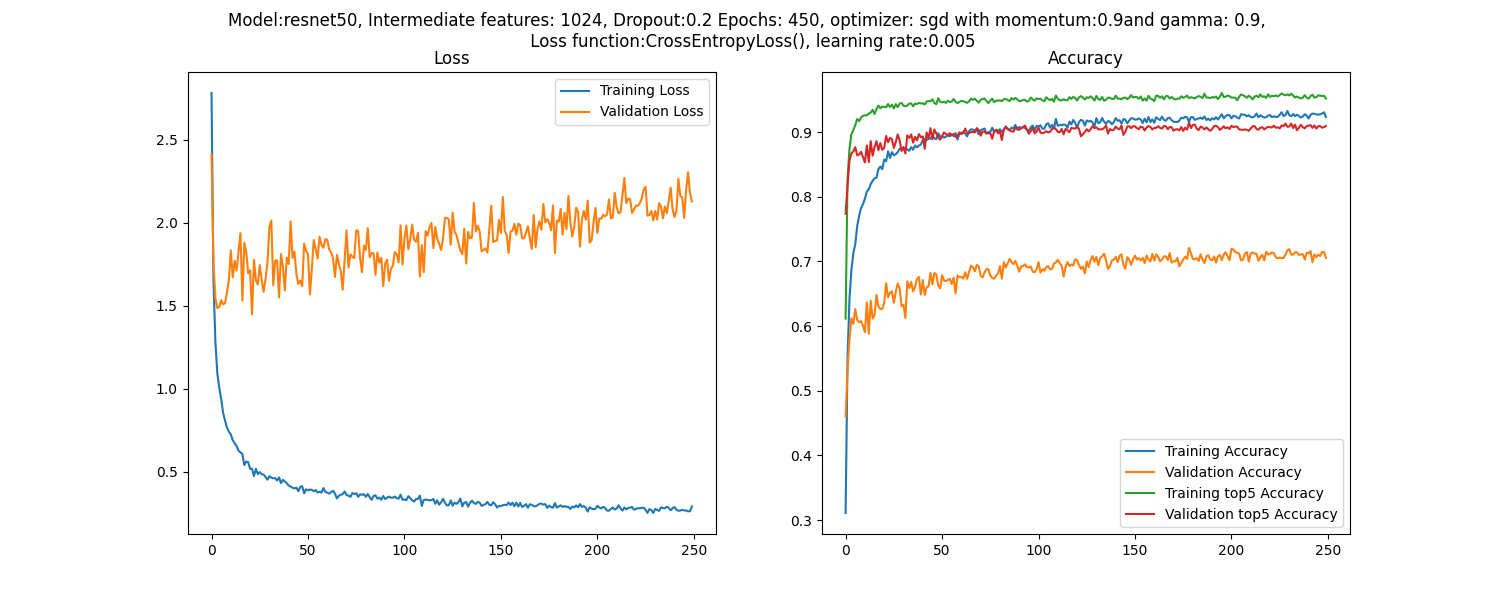 Model:resnet50, Intermediate features: 1024, Dropout:0.2 Epochs: 450, optimizer: sgd with momentum:0.9and gamma: 0.9,
Loss function:CrossEntropyLoss(), learning rate:0.005
Loss
Training Loss
Validation Loss
2.5
2.0
1.5
1.0
0.5
0
50
100
150
200
250
Accuracy
0.9
0.8
0.7
0.6
0.5
0.4
0.3
Training Accuracy
Validation Accuracy
Training top5 Accuracy
Validation top5 Accuracy
0
50
100
150
200
250